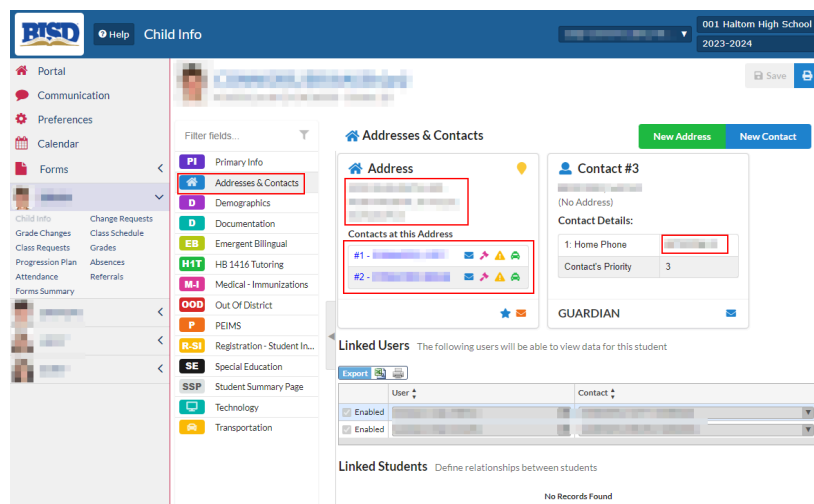 BISD
Help
Child Info
001 Haltom High School
2023-2024
Portal
Communication
Preferences
Calendar
Forms
Child Info Change Requests
Grade Changes Class Schedule
Class Requests Grades
Progression Plan Absences
Attendance Referrals
Forms Summary
Save
Filter fields...
PI Primary Info
Addresses & Contacts
D Demographics
D Documentation
EB Emergent Bilingual
H1T HB 1416 Tutoring
M-I Medical - Immunizations
OOD Out Of District
P PEIMS
R-SI Registration - Student In...
SE Special Education
SSP Student Summary Page
Technology
Transportation
Addresses & Contacts
New Address
New Contact
Address
Contacts at this Address
#1 -
#2 -
Contact #3
(No Address)
Contact Details:
1: Home Phone
Contact's Priority 3
GUARDIAN
Linked Users The following users will be able to view data for this student
Export
User Contact
Enabled
Enabled
Linked Students Define relationships between students
No Records Found